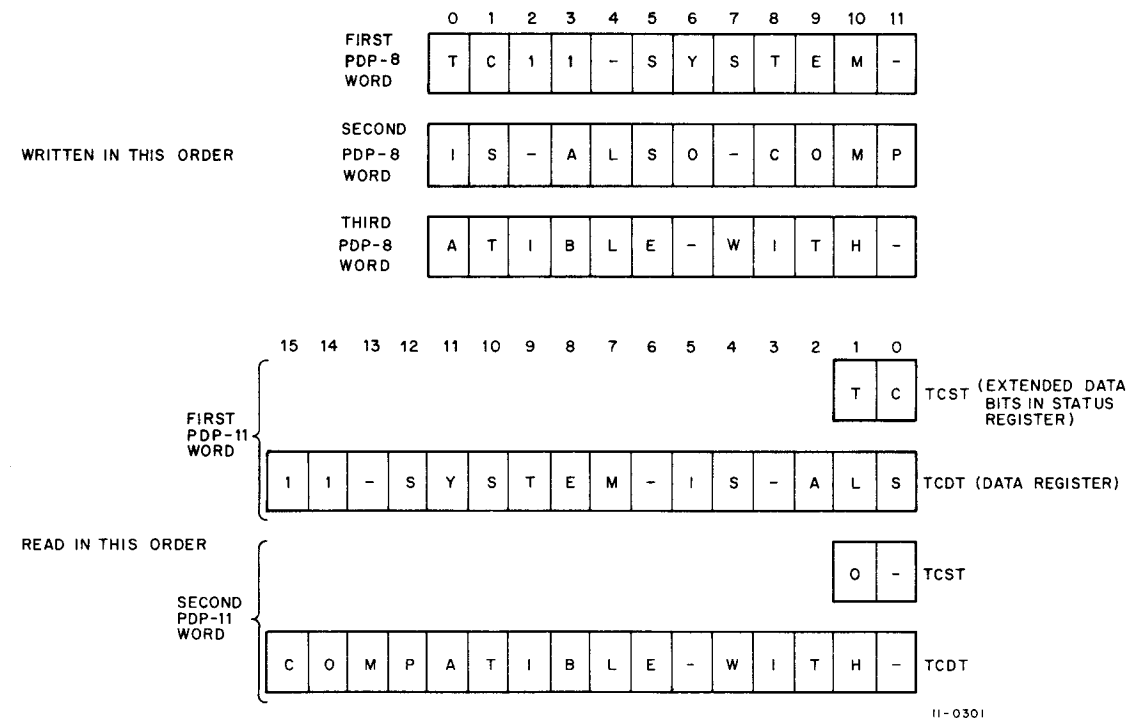 0 1 2 3 4 5 6 7 8 9 10 11
FIRST
PDP-8
WORD
T C 1 1 - S Y S T E M -
WRITTEN IN THIS ORDER
SECOND
PDP-8
WORD
I S - A L S O - C O M P
THIRD
PDP-8
WORD
A T I B L E - W I T H -
15 14 13 12 11 10 9 8 7 6 5 4 3 2 1 0
T C
TCST (EXTENDED DATA
BITS IN STATUS
REGISTER)
FIRST
PDP-11
WORD
1 1 - S Y S T E M - I S - A L S
TCDT (DATA REGISTER)
READ IN THIS ORDER
O -
TCST
SECOND
PDP-11
WORD
C O M P A T I B L E - W I T H -
TCDT
11-0301